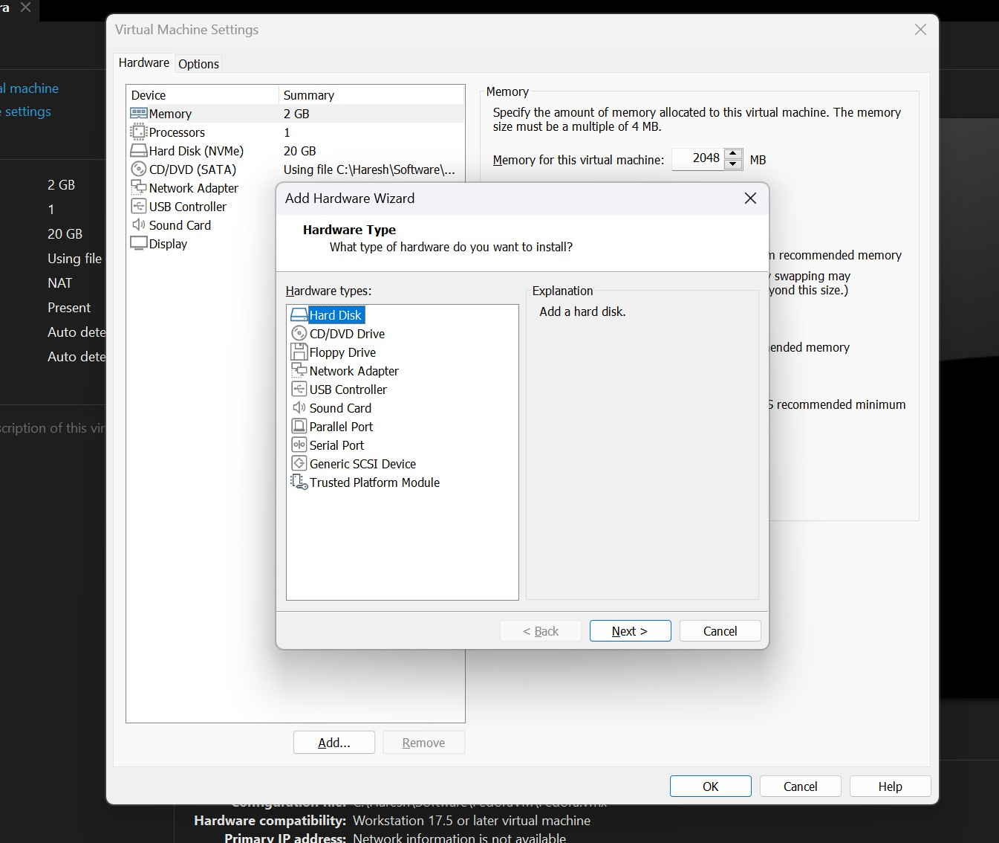 ra
Virtual Machine Settings
Hardware
Options
al machine
e settings
Device
Summary
Memory
2 GB
Processors
1
Hard Disk (NVMe)
20 GB
CD/DVD (SATA)
Using file C:\Haresh\Software\...
Network Adapter
USB Controller
Sound Card
Display
Memory
Specify the amount of memory allocated to this virtual machine. The memory
size must be a multiple of 4 MB.
Memory for this virtual machine:
2048
MB
2 GB
1
20 GB
Using file
NAT
Present
Auto dete
Auto dete
scription of this vir
Add Hardware Wizard
Hardware Type
What type of hardware do you want to install?
Hardware types:
Hard Disk
CD/DVD Drive
Floppy Drive
Network Adapter
USB Controller
Sound Card
Parallel Port
Serial Port
Generic SCSI Device
Trusted Platform Module
Explanation
Add a hard disk.
m recommended memory
y swapping may
yond this size.)
ended memory
S recommended minimum
< Back
Next >
Cancel
Add...
Remove
OK
Cancel
Help
Configuration file: C:\Haresh\Software\FedoraVM\Fedora.vmx
Hardware compatibility: Workstation 17.5 or later virtual machine
Primary IP address: Network information is not available